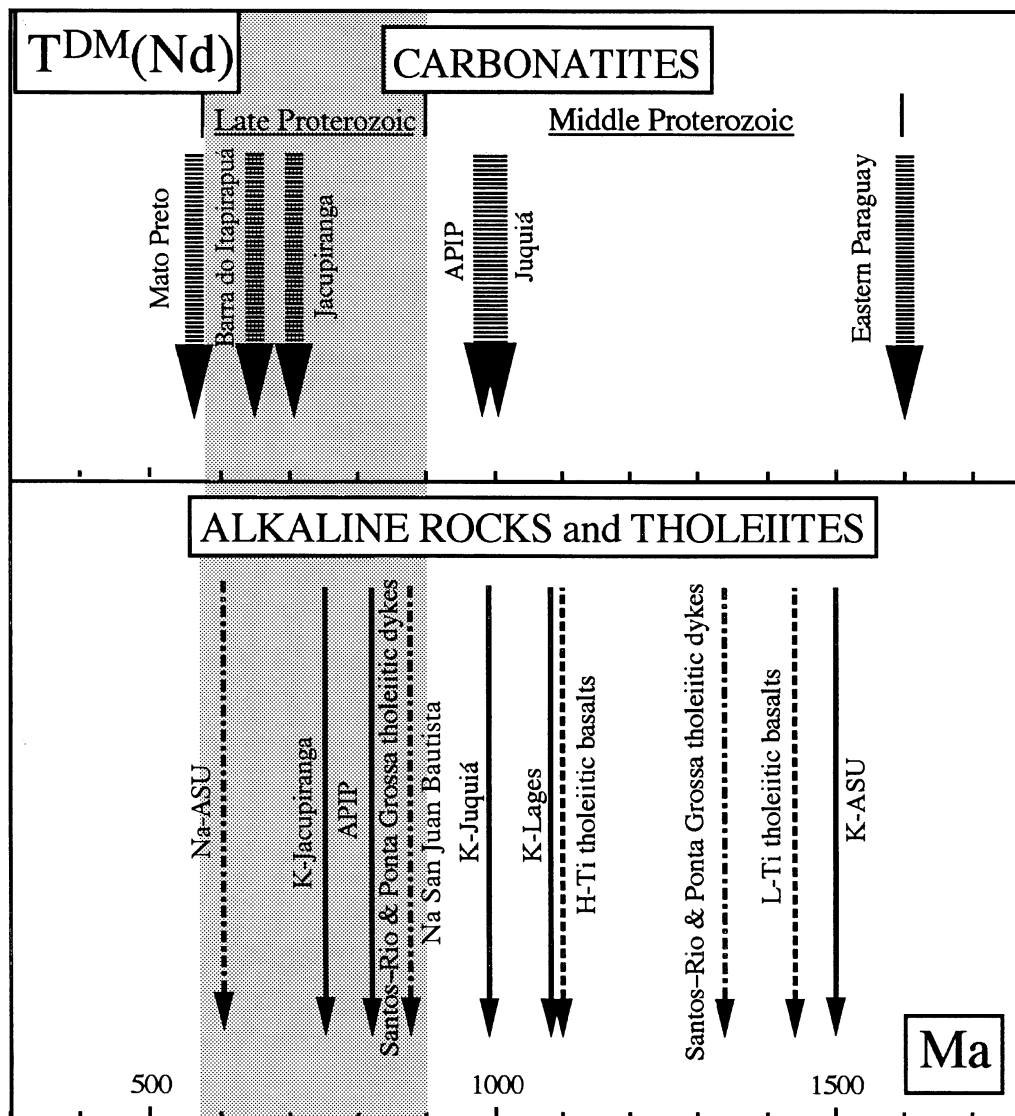 TDM(Nd)
CARBONATITES
Late Proterozoic
Middle Proterozoic
Mato Preto
Barra do Itapirapua
Jacupiranga
APIP
Juquiá
Eastern Paraguay
ALKALINE ROCKS and THOLEIITES
Na-ASU
K-Jacupiranga
APIP
Santos–Rio & Ponta Grossa tholeiitic dykes
Na San Juan Bautista
K-Juquiá
K-Lages
H-Ti tholeiitic basalts
Santos–Rio & Ponta Grossa tholeiitic dykes
L-Ti tholeiitic basalts
K-ASU
Ma
500
1000
1500